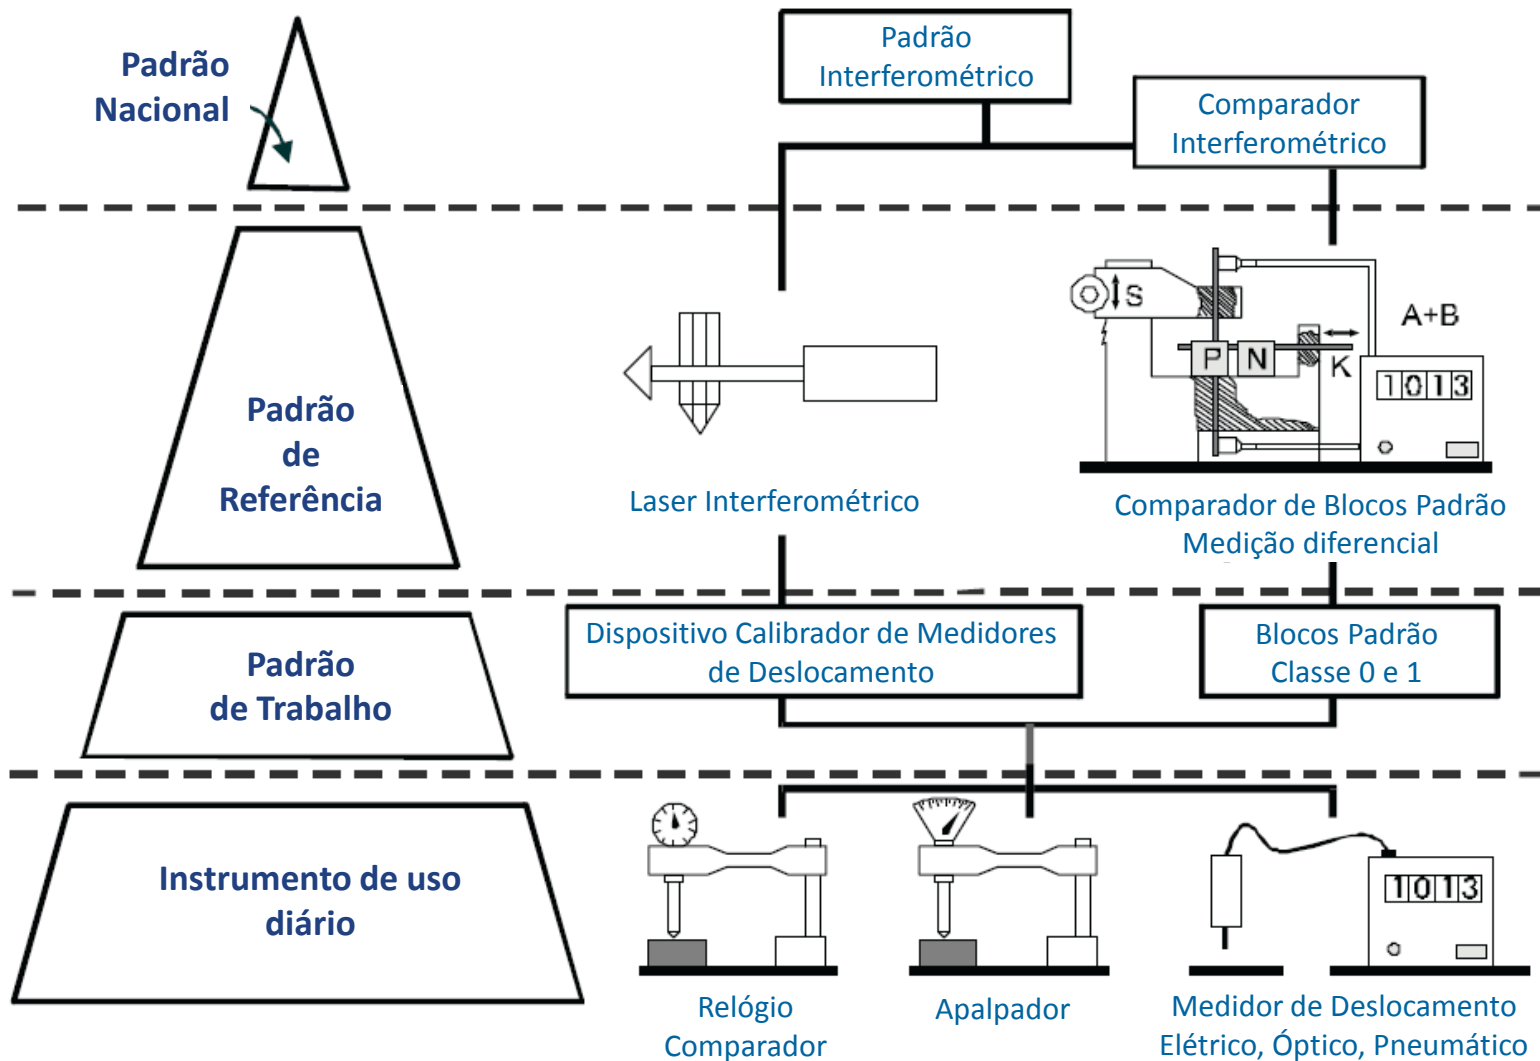 Padrão
Nacional
Padrão
Interferométrico
Comparador
Interferométrico
Padrão
de
Referência
Laser Interferométrico
S
P N
K
A+B
1013
Comparador de Blocos Padrão
Medição diferencial
Padrão
de Trabalho
Dispositivo Calibrador de Medidores
de Deslocamento
Blocos Padrão
Classe 0 e 1
Instrumento de uso
diário
Relógio
Comparador
Apalpador
1013
Medidor de Deslocamento
Elétrico, Óptico, Pneumático